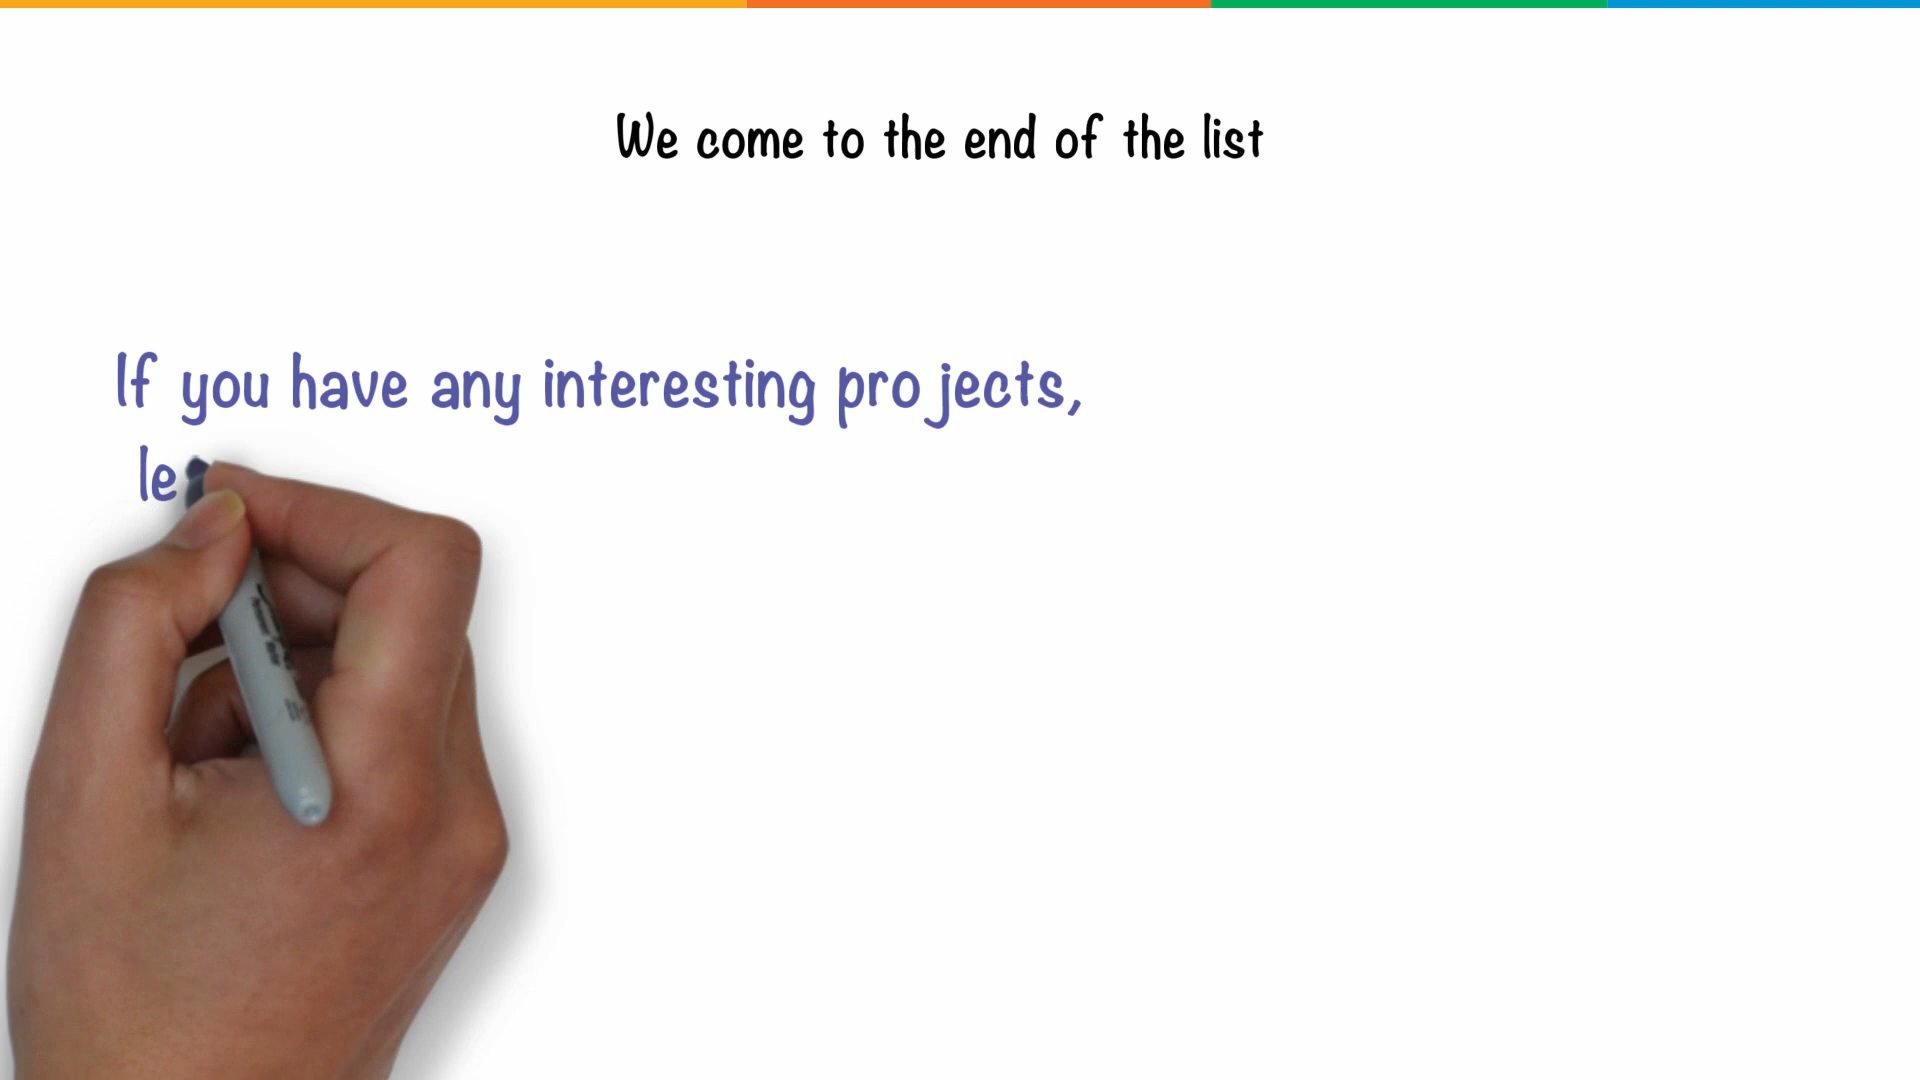 We come to the end of the list
If you have any interesting projects,
le